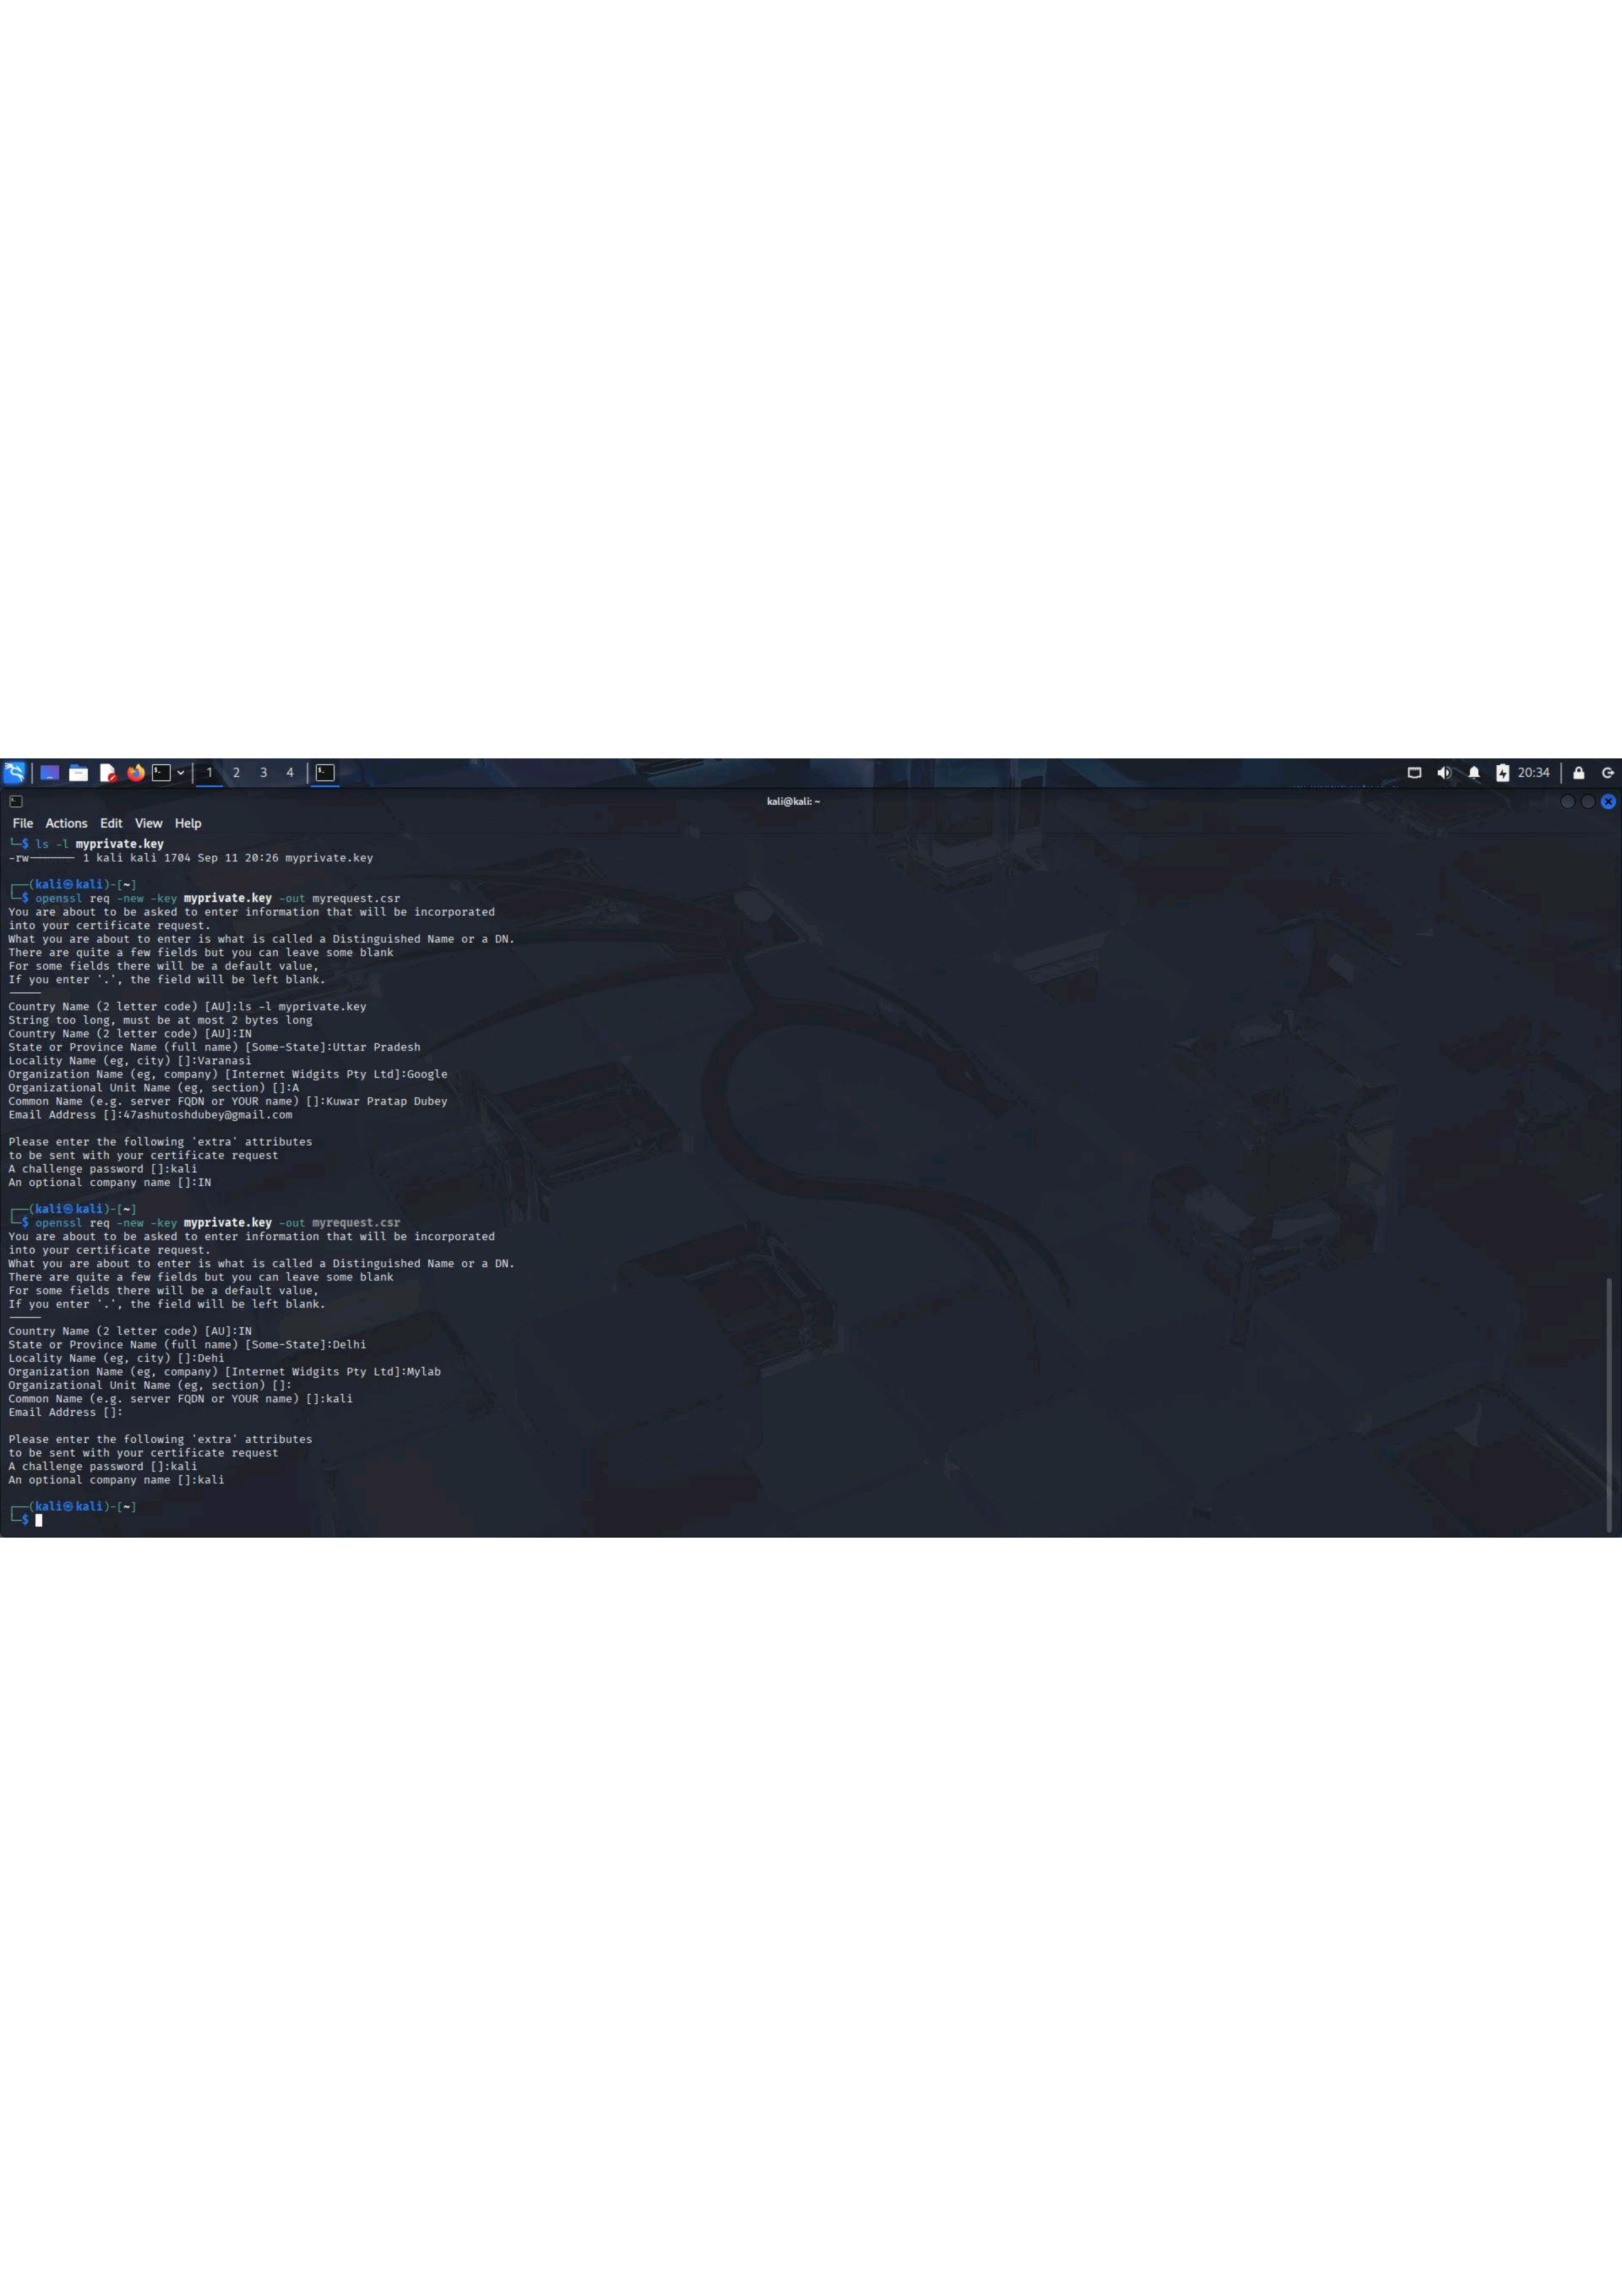 1 2 3 4
20:34
kali@kali: ~
File Actions Edit View Help
└─$ ls -l myprivate.key
-rw------- 1 kali kali 1704 Sep 11 20:26 myprivate.key
┌──(kali㉿kali)-[~]
└─$ openssl req -new -key myprivate.key -out myrequest.csr
You are about to be asked to enter information that will be incorporated
into your certificate request.
What you are about to enter is what is called a Distinguished Name or a DN.
There are quite a few fields but you can leave some blank
For some fields there will be a default value,
If you enter '.', the field will be left blank.
-----
Country Name (2 letter code) [AU]:ls -l myprivate.key
String too long, must be at most 2 bytes long
Country Name (2 letter code) [AU]:IN
State or Province Name (full name) [Some-State]:Uttar Pradesh
Locality Name (eg, city) []:Varanasi
Organization Name (eg, company) [Internet Widgits Pty Ltd]:Google
Organizational Unit Name (eg, section) []:A
Common Name (e.g. server FQDN or YOUR name) []:Kuwar Pratap Dubey
Email Address []:47ashutoshdubey@gmail.com
Please enter the following 'extra' attributes
to be sent with your certificate request
A challenge password []:kali
An optional company name []:IN
┌──(kali㉿kali)-[~]
└─$ openssl req -new -key myprivate.key -out myrequest.csr
You are about to be asked to enter information that will be incorporated
into your certificate request.
What you are about to enter is what is called a Distinguished Name or a DN.
There are quite a few fields but you can leave some blank
For some fields there will be a default value,
If you enter '.', the field will be left blank.
-----
Country Name (2 letter code) [AU]:IN
State or Province Name (full name) [Some-State]:Delhi
Locality Name (eg, city) []:Dehi
Organization Name (eg, company) [Internet Widgits Pty Ltd]:Mylab
Organizational Unit Name (eg, section) []:
Common Name (e.g. server FQDN or YOUR name) []:kali
Email Address []:
Please enter the following 'extra' attributes
to be sent with your certificate request
A challenge password []:kali
An optional company name []:kali
┌──(kali㉿kali)-[~]
└─$